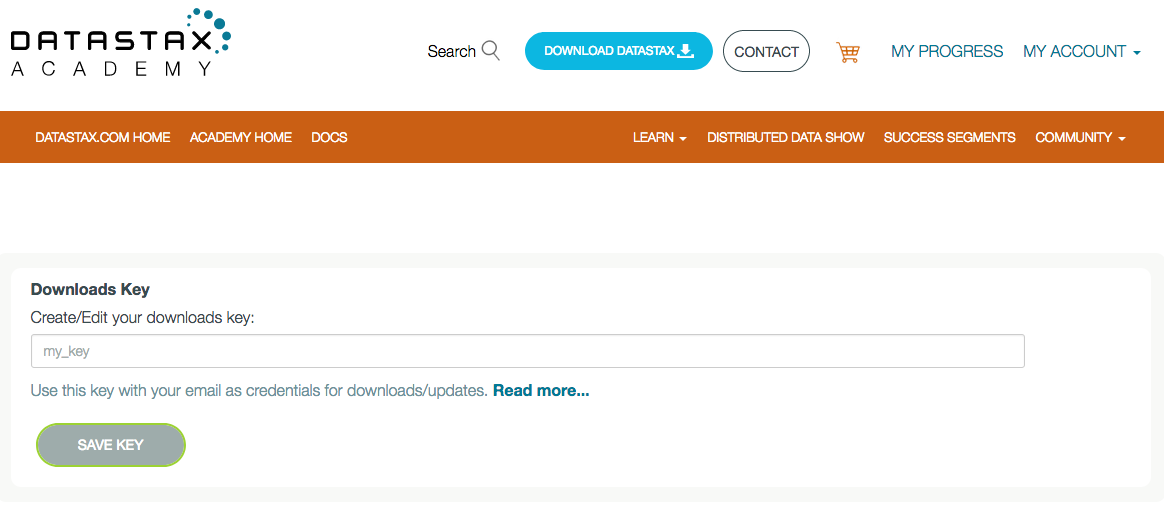 DATASTAX
ACADEMY
Search
DOWNLOAD DATASTAX
CONTACT
MY PROGRESS
MY ACCOUNT
DATASTAX.COM HOME
ACADEMY HOME
DOCS
LEARN
DISTRIBUTED DATA SHOW
SUCCESS SEGMENTS
COMMUNITY
Downloads Key
Create/Edit your downloads key:
my_key
Use this key with your email as credentials for downloads/updates. Read more...
SAVE KEY